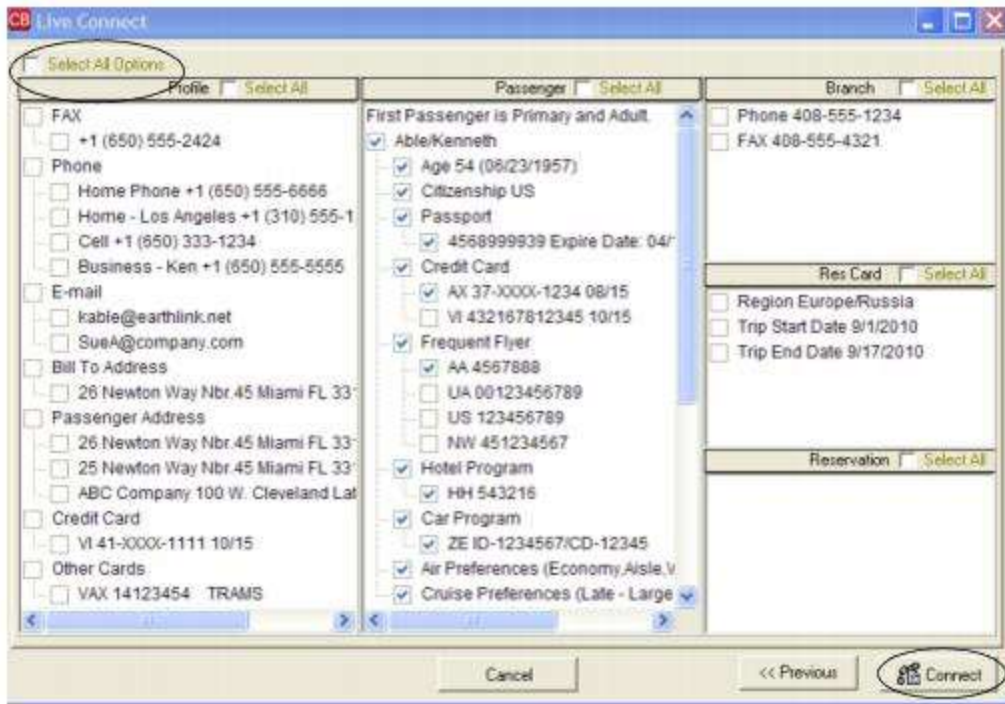 CB Live Connect
Select All Options
Profile Select All
FAX
+1 (650) 555-2424
Phone
Home Phone +1 (650) 555-6666
Home - Los Angeles +1 (310) 555-1
Cell +1 (650) 333-1234
Business - Ken +1 (650) 555-5555
E-mail
kable@earthlink.net
SueA@company.com
Bill To Address
26 Newton Way Nbr.45 Miami FL 33
Passenger Address
26 Newton Way Nbr.45 Miami FL 33
25 Newton Way Nbr.45 Miami FL 33
ABC Company 100 W. Cleveland Lat
Credit Card
VI 41-XXXX-1111 10/15
Other Cards
VAX 14123454 TRAMS
Passenger Select All
First Passenger is Primary and Adult.
Able/Kenneth
Age 54 (06/23/1957)
Citizenship US
Passport
4568999939 Expire Date: 04/
Credit Card
AX 37-XXXX-1234 08/15
VI 432167812345 10/15
Frequent Flyer
AA 4567888
UA 00123456789
US 123456789
NW 451234567
Hotel Program
HH 543216
Car Program
ZE ID-1234567/CD-12345
Air Preferences (Economy,Aisle,V
Cruise Preferences (Late - Large
Branch Select All
Phone 408-555-1234
FAX 408-555-4321
Res Card Select All
Region Europe/Russia
Trip Start Date 9/1/2010
Trip End Date 9/17/2010
Reservation Select All
Cancel
<< Previous
Connect